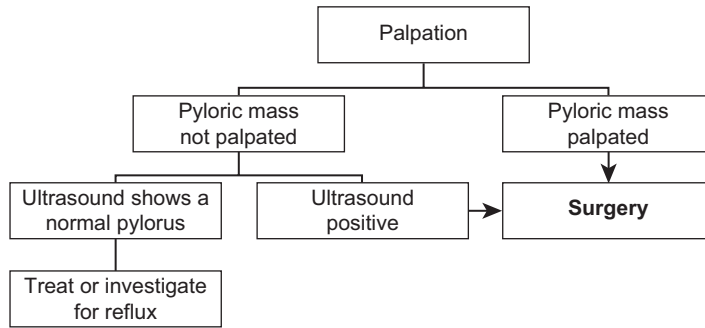 Palpation
Pyloric mass
not palpated
Pyloric mass
palpated
Ultrasound shows a
normal pylorus
Ultrasound
positive
Surgery
Treat or investigate
for reflux